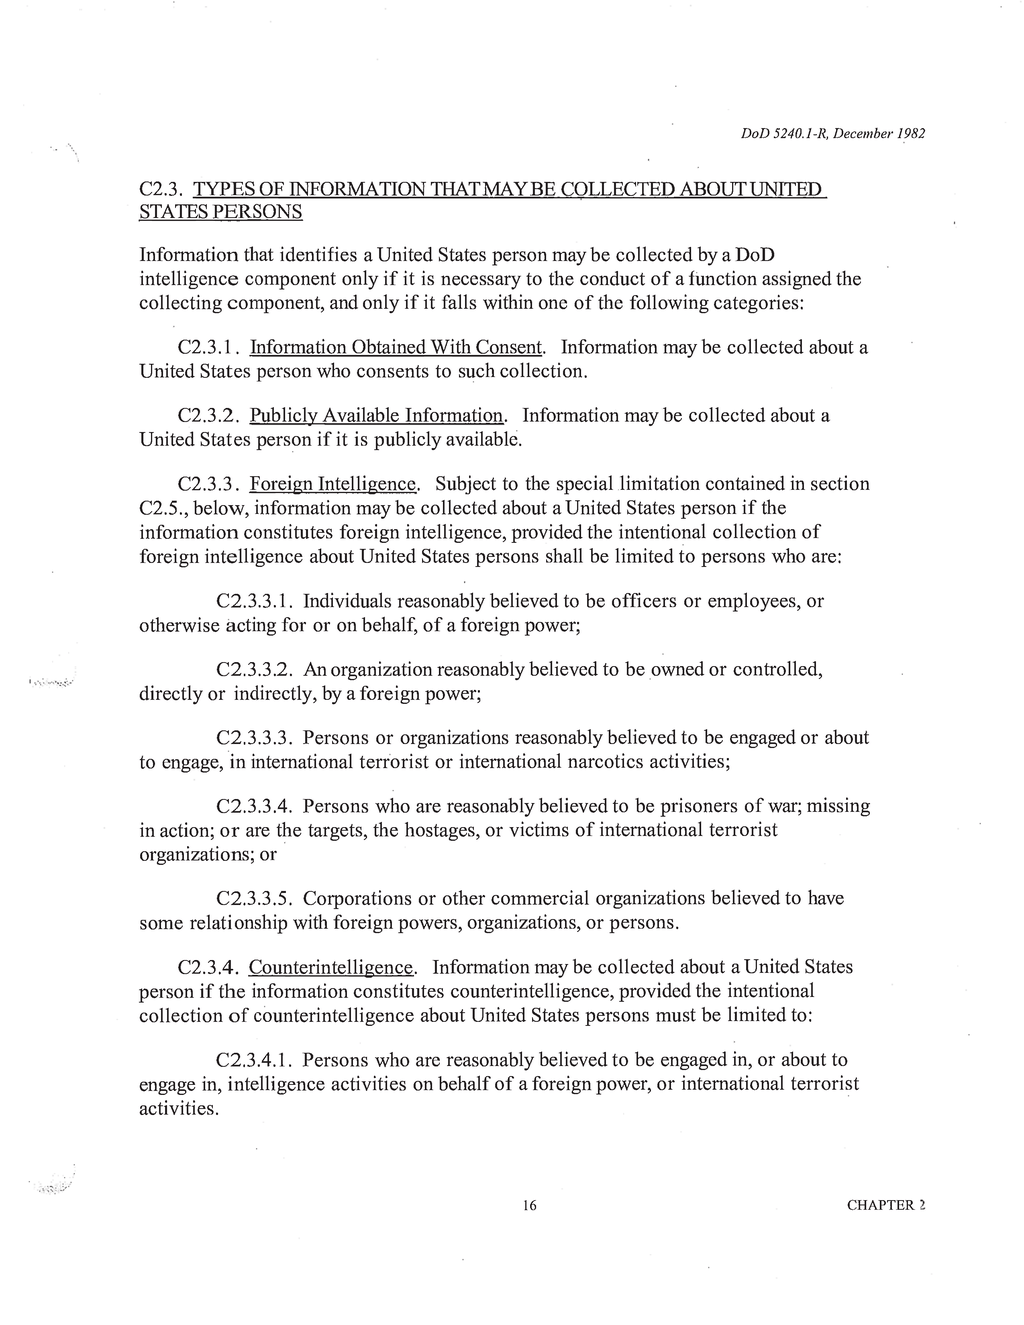 DoD 5240.1-R, December 1982
C2.3. TYPES OF INFORMATION THAT MAY BE COLLECTED ABOUT UNITED
STATES PERSONS
Information that identifies a United States person may be collected by a DoD
intelligence component only if it is necessary to the conduct of a function assigned the
collecting component, and only if it falls within one of the following categories:
C2.3.1. Information Obtained With Consent. Information may be collected about a
United States person who consents to such collection.
C2.3.2. Publicly Available Information. Information may be collected about a
United States person if it is publicly available.
C2.3.3. Foreign Intelligence. Subject to the special limitation contained in section
C2.5., below, information may be collected about a United States person if the
information constitutes foreign intelligence, provided the intentional collection of
foreign intelligence about United States persons shall be limited to persons who are:
C2.3.3.1. Individuals reasonably believed to be officers or employees, or
otherwise acting for or on behalf, of a foreign power;
C2.3.3.2. An organization reasonably believed to be owned or controlled,
directly or indirectly, by a foreign power;
C2.3.3.3. Persons or organizations reasonably believed to be engaged or about
to engage, in international terrorist or international narcotics activities;
C2.3.3.4. Persons who are reasonably believed to be prisoners of war; missing
in action; or are the targets, the hostages, or victims of international terrorist
organizations; or
C2.3.3.5. Corporations or other commercial organizations believed to have
some relationship with foreign powers, organizations, or persons.
C2.3.4. Counterintelligence. Information may be collected about a United States
person if the information constitutes counterintelligence, provided the intentional
collection of counterintelligence about United States persons must be limited to:
C2.3.4.1. Persons who are reasonably believed to be engaged in, or about to
engage in, intelligence activities on behalf of a foreign power, or international terrorist
activities.
16
CHAPTER 2